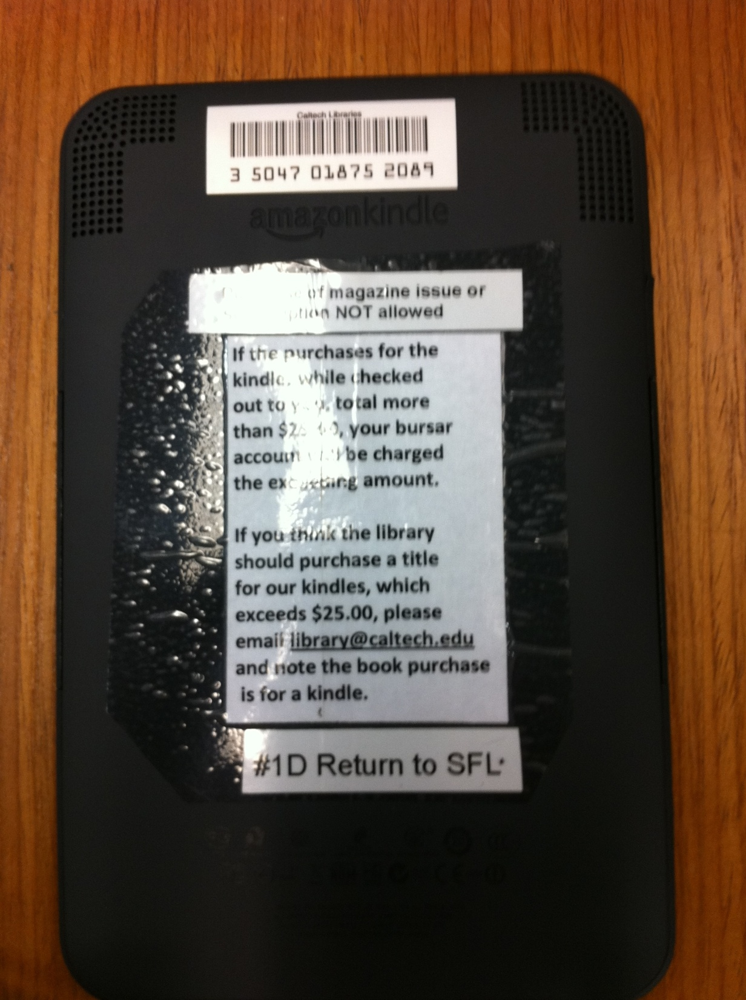 Caltech Libraries
3 5047 01875 2089
amazonkindle
of magazine issue or
NOT allowed
If the purchases for the
kindle, while checked
out to you, total more
than your bursar
account be charged
the exceeding amount.
If you think the library
should purchase a title
for our kindles, which
exceeds $25.00, please
email library@caltech.edu
and note the book purchase
is for a kindle.
#1D Return to SFL